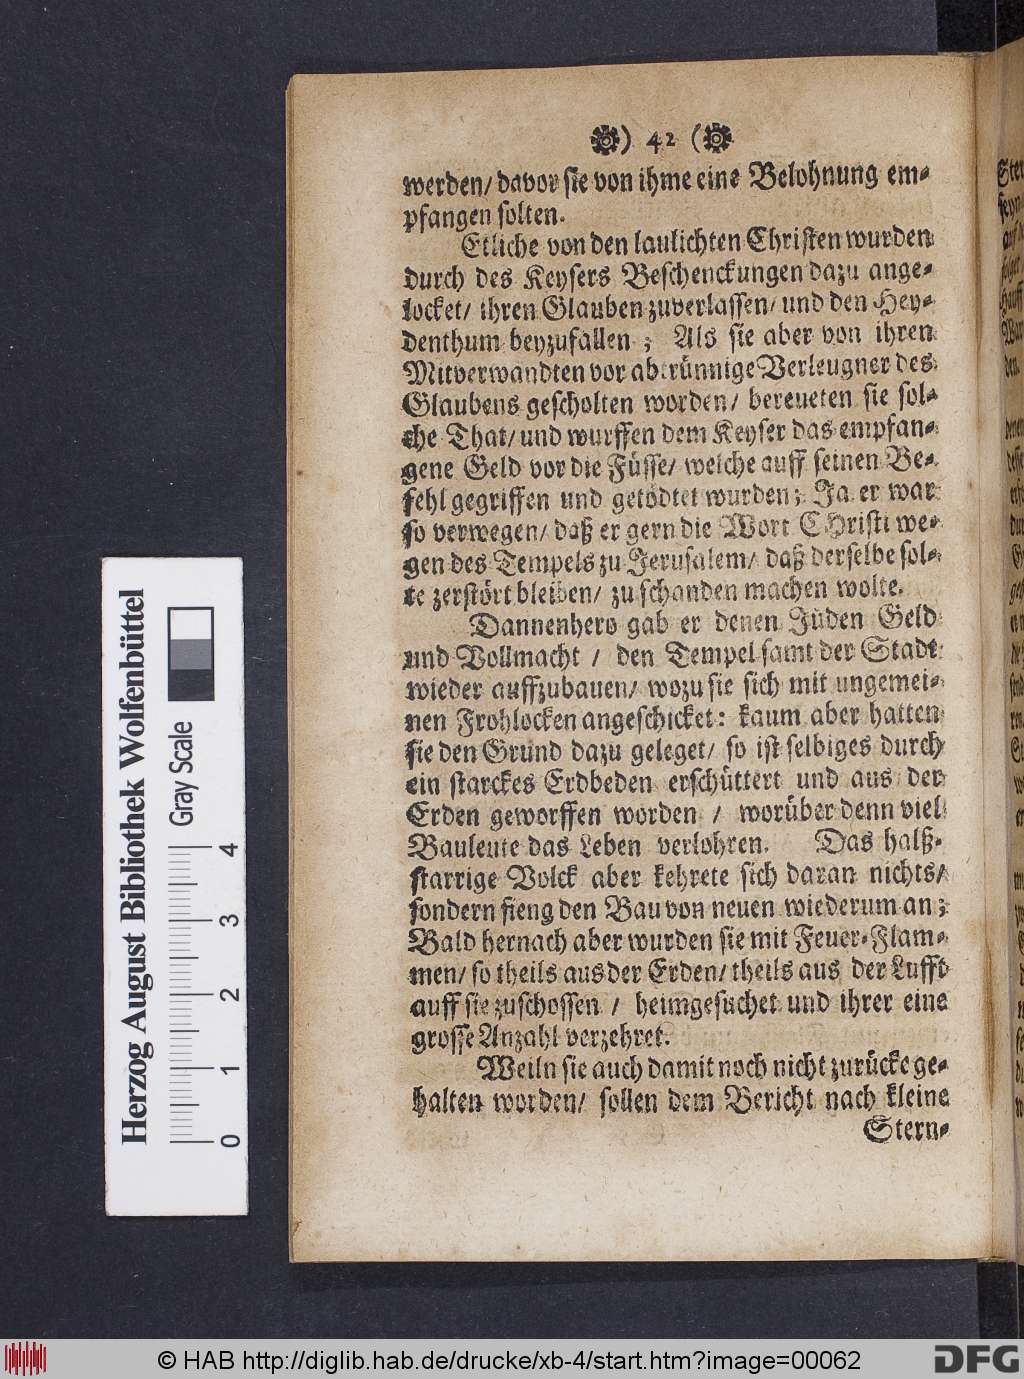 ) 42 (
werden/ davor sie von ihme eine Belohnung em-
pfangen solten.
Etliche von den laulichten Christen wurden
durch des Keysers Beschenckungen dazu ange-
locket/ ihren Glauben zuverlassen/ und den Hey-
denthum beyzufallen; Als sie aber von ihren
Mitverwandten vor abtrünnige Verleugner des
Glaubens gescholten worden/ bereueten sie sol-
che That/ und wurffen dem Keyser das empfan-
gene Geld vor die Füsse/ welche auff seinen Be-
fehl gegriffen und getödtet wurden; Ja er war
so verwegen/ daß er gern die Wort CHristi we-
gen des Tempels zu Jerusalem/ daß derselbe sol-
te zerstört bleiben/ zu schanden machen wolte.
Dannenhero gab er denen Jüden Geld
und Vollmacht / den Tempel samt der Stadt
wieder auffzubauen/ wozu sie sich mit ungemei-
nen Frohlocken angeschicket: kaum aber hatten
sie den Grund dazu geleget/ so ist selbiges durch
ein starckes Erdbeden erschüttert und aus der
Erden geworffen worden / worüber denn viel
Bauleute das Leben verlohren. Das halß-
starrige Volck aber kehrete sich daran nichts/
sondern fieng den Bau von neuen wiederum an;
Bald hernach aber wurden sie mit Feuer-Flam-
men/ so theils aus der Erden/ theils aus der Lufft
auff sie zuschossen / heimgesuchet und ihrer eine
grosse Anzahl verzehret.
Weiln sie auch damit noch nicht zurücke ge-
halten worden/ sollen dem Bericht nach kleine
Stern-
Herzog August Bibliothek Wolfenbüttel
Gray Scale
0 1 2 3 4
© HAB http://diglib.hab.de/drucke/xb-4/start.htm?image=00062
DFG